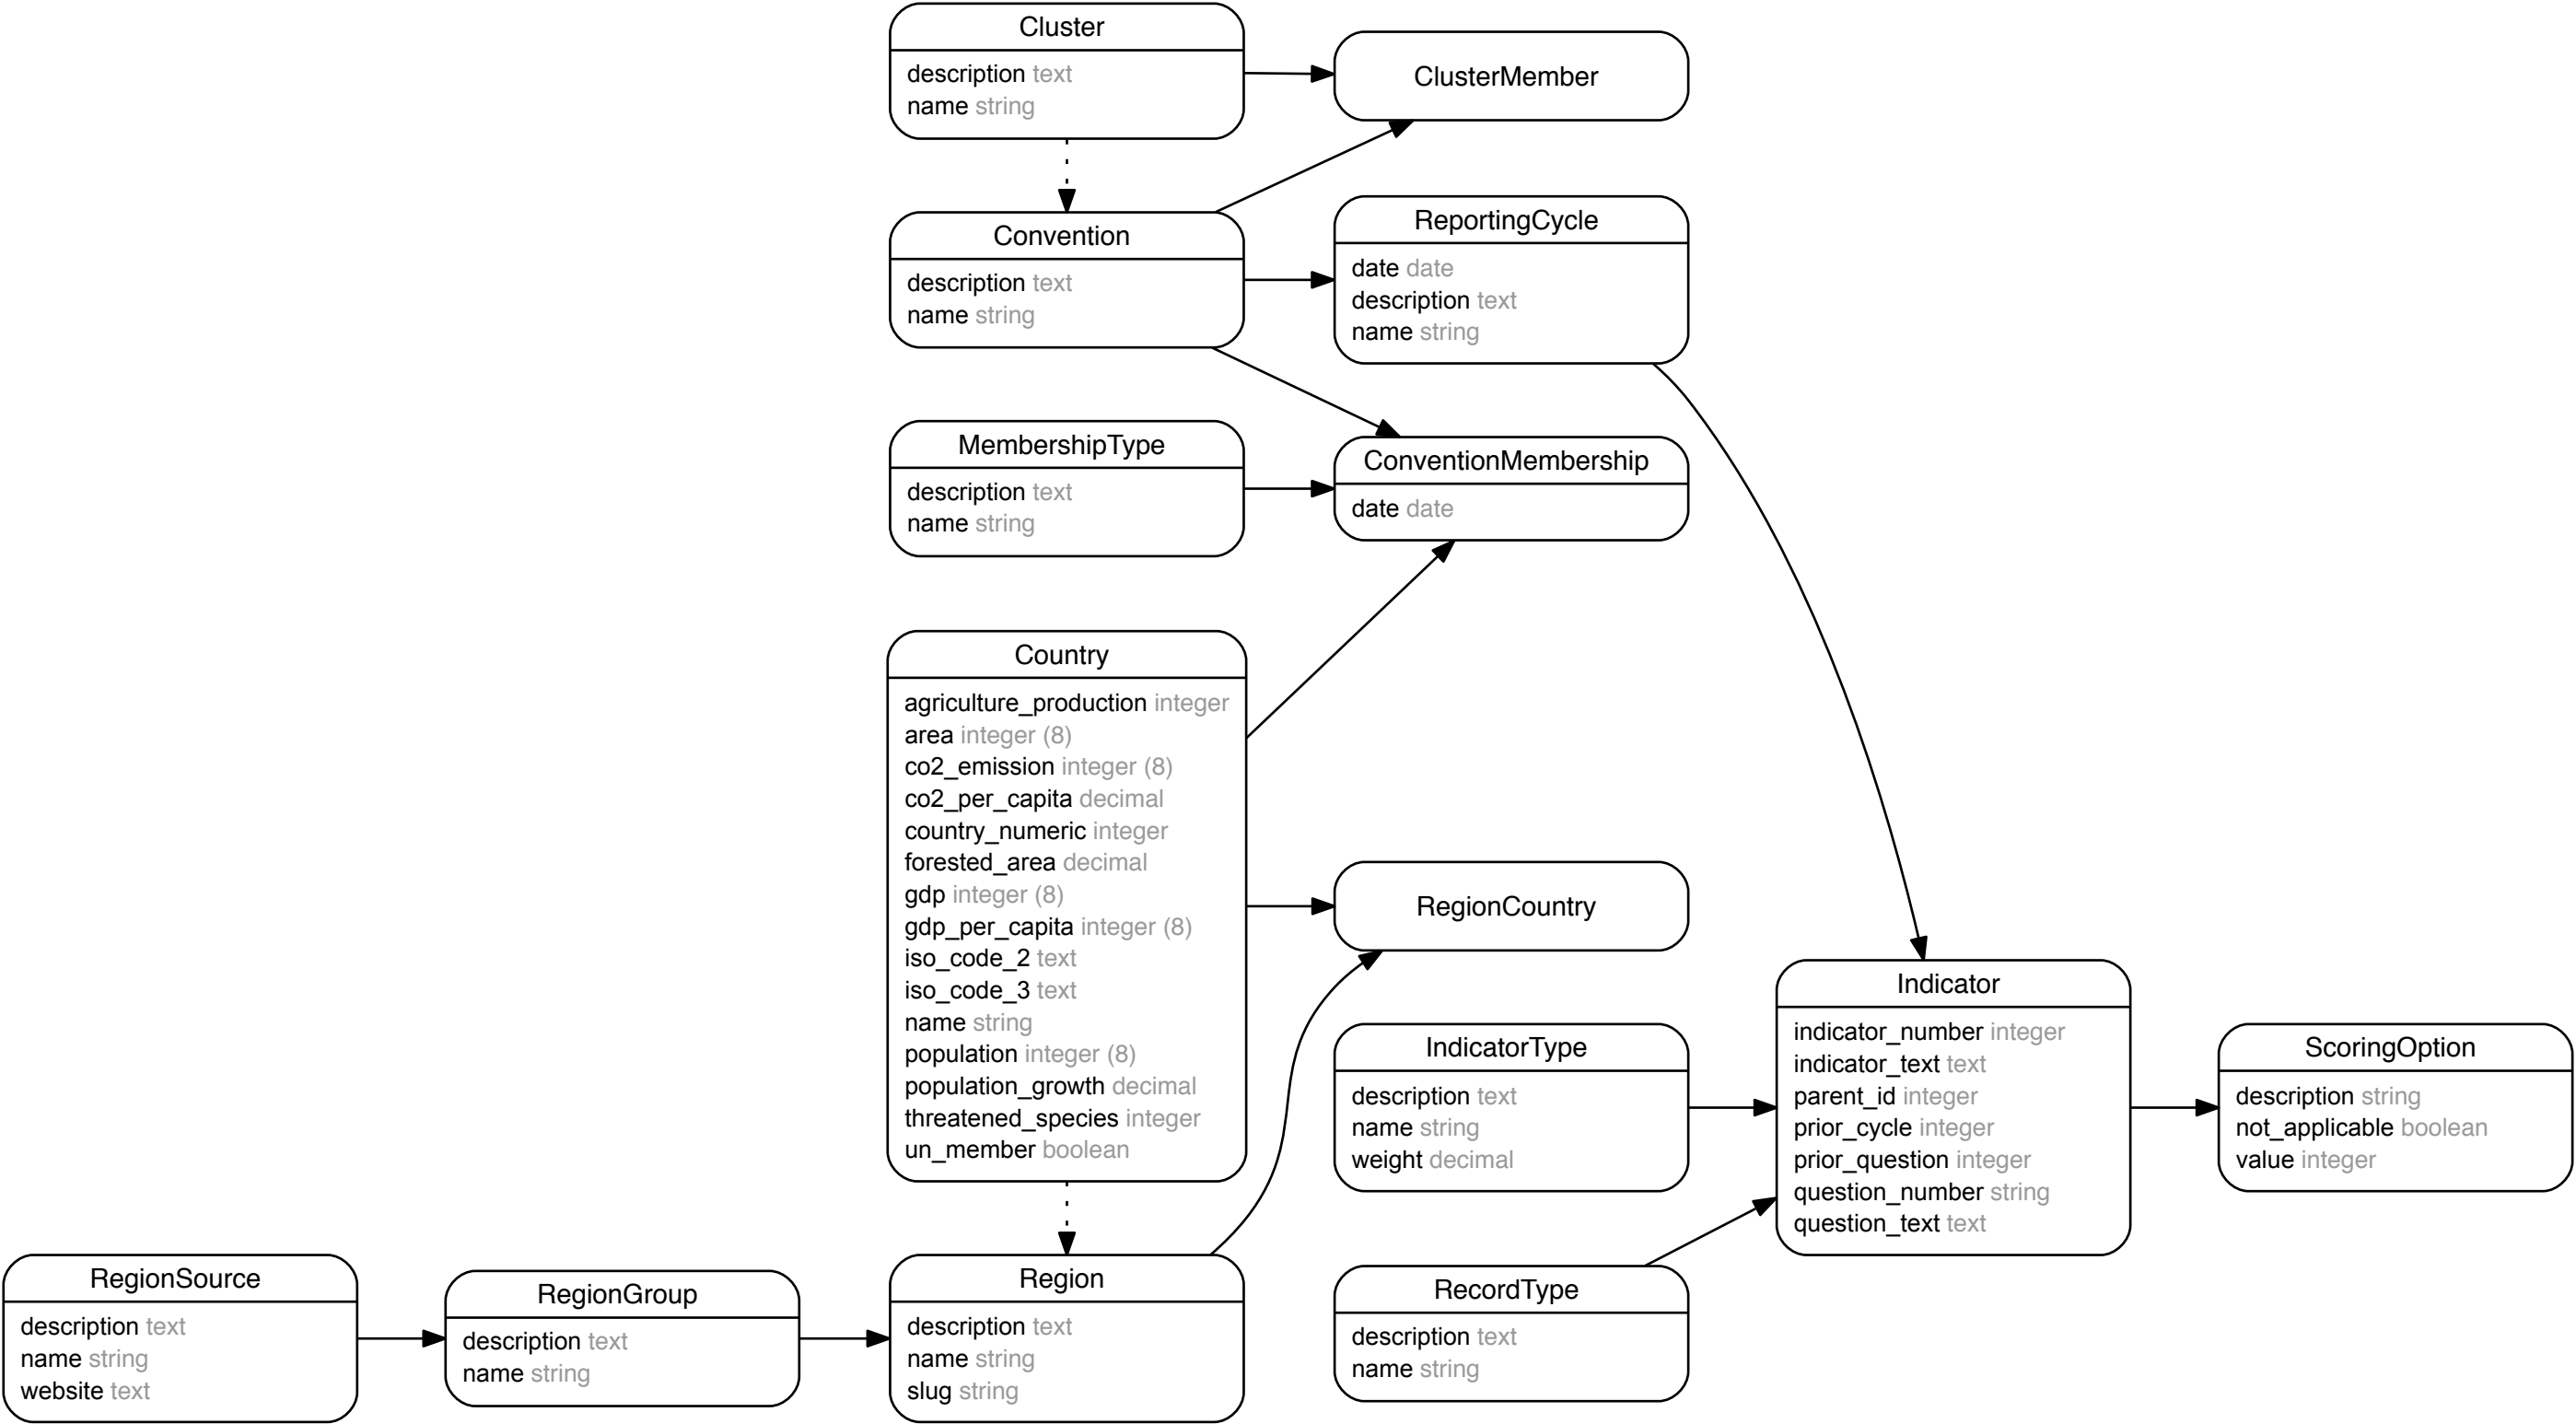 Cluster
description text
name string
ClusterMember
Convention
description text
name string
ReportingCycle
date date
description text
name string
MembershipType
description text
name string
ConventionMembership
date date
Country
agriculture_production integer
area integer (8)
co2_emission integer (8)
co2_per_capita decimal
country_numeric integer
forested_area decimal
gdp integer (8)
gdp_per_capita integer (8)
iso_code_2 text
iso_code_3 text
name string
population integer (8)
population_growth decimal
threatened_species integer
un_member boolean
RegionCountry
Indicator
indicator_number integer
indicator_text text
parent_id integer
prior_cycle integer
prior_question integer
question_number string
question_text text
IndicatorType
description text
name string
weight decimal
ScoringOption
description string
not_applicable boolean
value integer
RegionSource
description text
name string
website text
RegionGroup
description text
name string
Region
description text
name string
slug string
RecordType
description text
name string